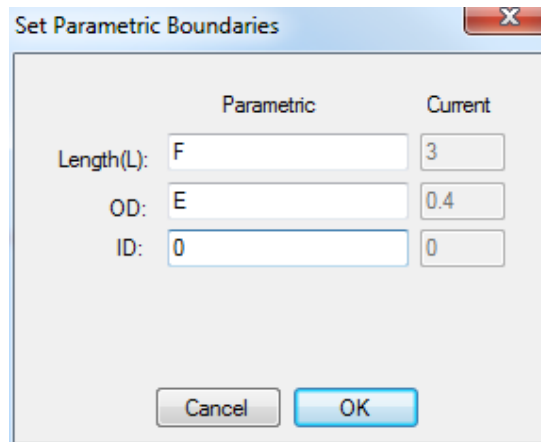 Set Parametric Boundaries
X
Parametric Current
Length(L): F 3
OD: E 0.4
ID: 0 0
Cancel OK